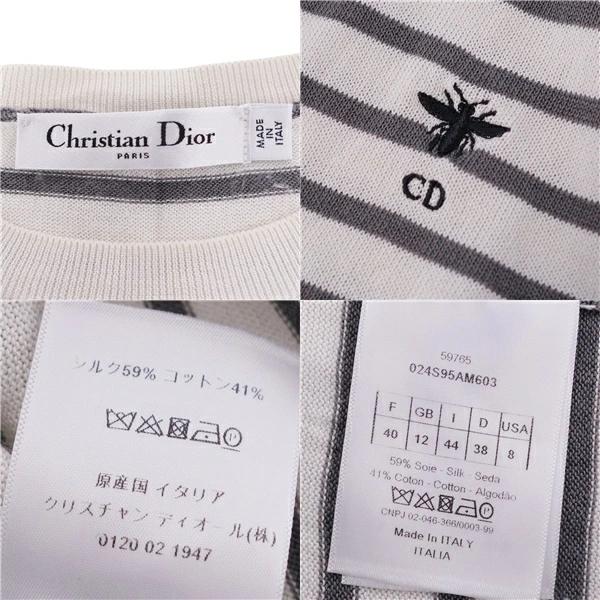 Christian Dior
PARIS
MADE
IN
ITALY
CD
シルク59% コットン41%
原産国 イタリア
クリスチャン ディオール(株)
0120 02 1947
59765
024S95AM603
F GB I D USA
40 12 44 38 8
59% Soie - Silk - Seda
41% Coton - Cotton - Algodão
CNPJ 02-046-366/0003-99
Made In ITALY
ITALIA